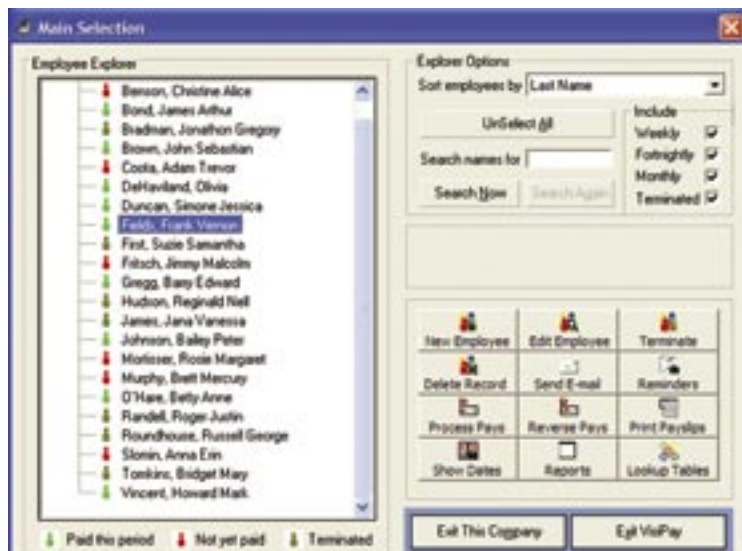 Main Selection
Employee Explorer
Benson, Christine Alice
Bond, James Arthur
Bradman, Jonathon Gregory
Brown, John Sebastian
Costa, Adam Trevor
DeHaviland, Olivia
Duncan, Simone Jessica
Fields, Frank Vernon
First, Suzie Samantha
Fritsch, Jimmy Malcolm
Gregg, Barry Edward
Hudson, Reginald Neil
James, Jana Vanessa
Johnson, Bailey Peter
Mortisser, Rosie Margaret
Murphy, Brett Mercury
O'Hare, Betty Anne
Randell, Roger Justin
Roundhouse, Russell George
Slomin, Anna Erin
Tomkins, Bridget Mary
Vincent, Howard Mark
Paid this period
Not yet paid
Terminated
Explorer Options
Sort employees by Last Name
UnSelect All
Search names for
Search Now
Search Again
Include
Weekly
Fortnightly
Monthly
Terminated
New Employee
Edit Employee
Terminate
Delete Record
Send E-mail
Reminders
Process Pays
Reverse Pays
Print Payslips
Show Dates
Reports
Lookup Tables
Exit This Company
Exit VisiPay